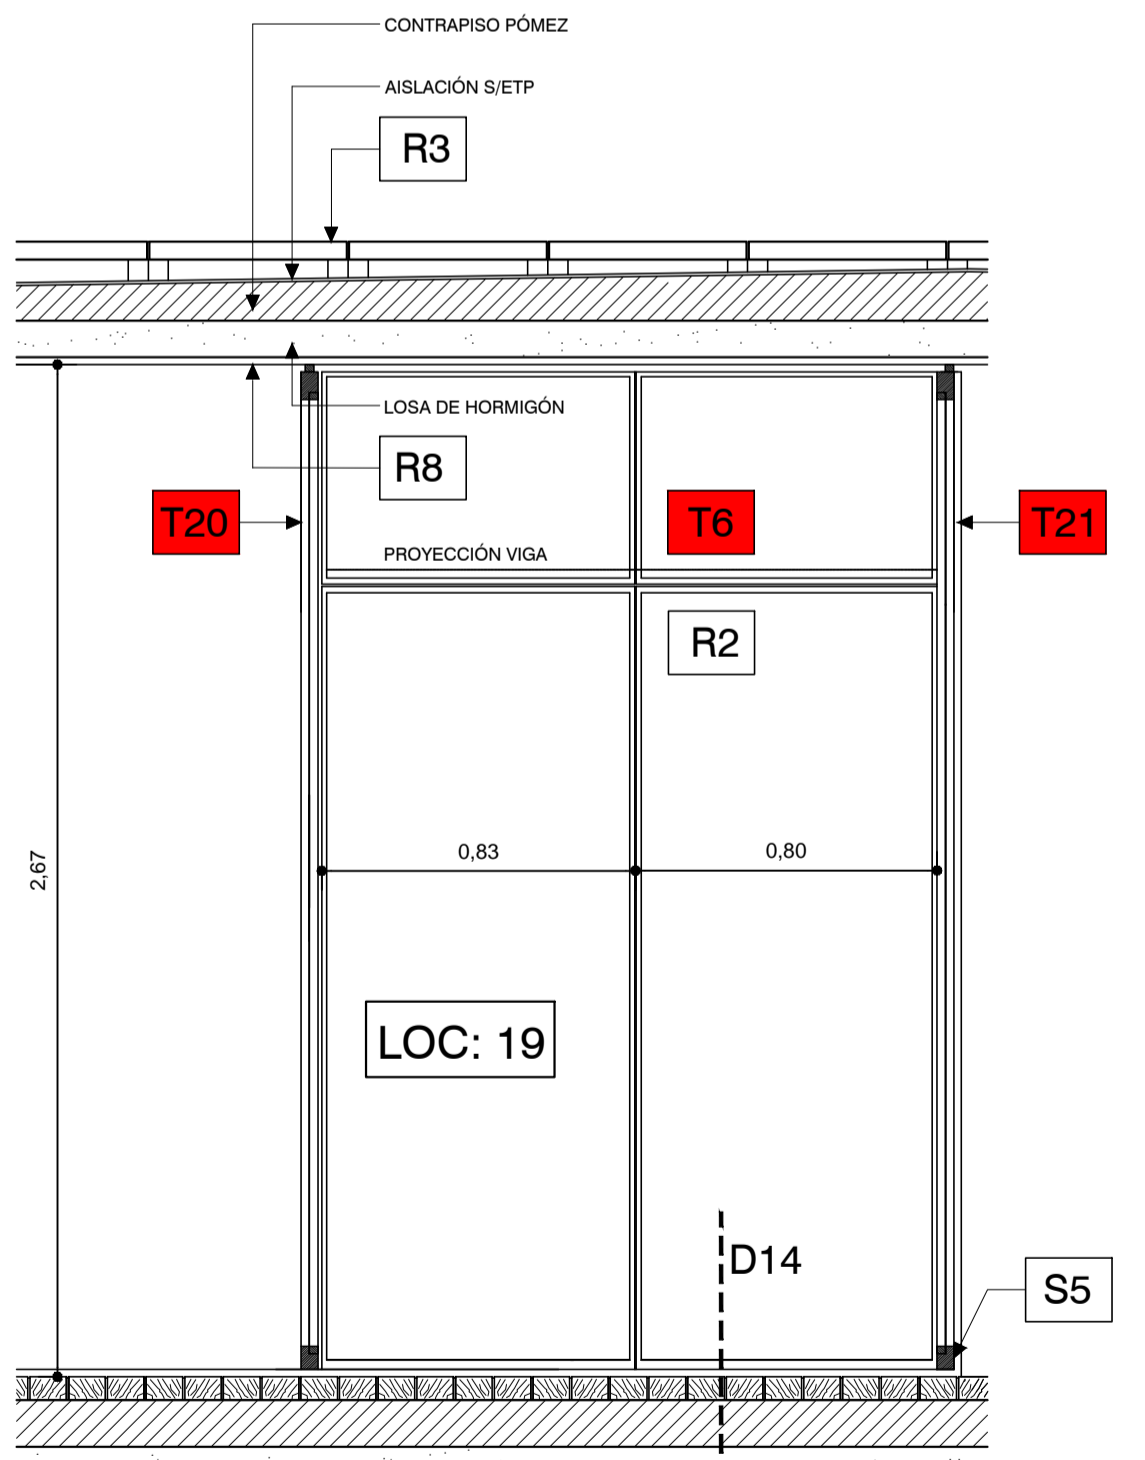 CONTRAPISO PÓMEZ
AISLACIÓN S/ETP
R3
LOSA DE HORMIGÓN
R8
T20
T6
T21
PROYECCIÓN VIGA
R2
2,67
0,83
0,80
LOC: 19
D14
S5